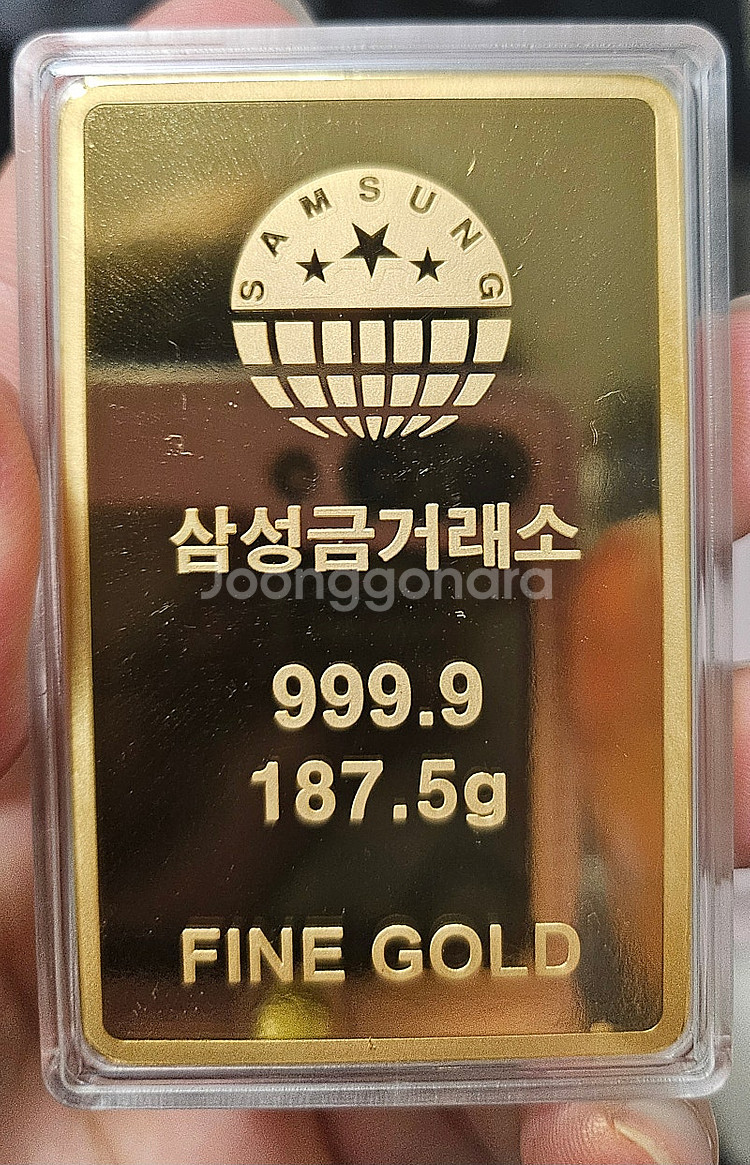 SAMSUNG
삼성금거래소
Joonggonara
999.9
187.5g
FINE GOLD